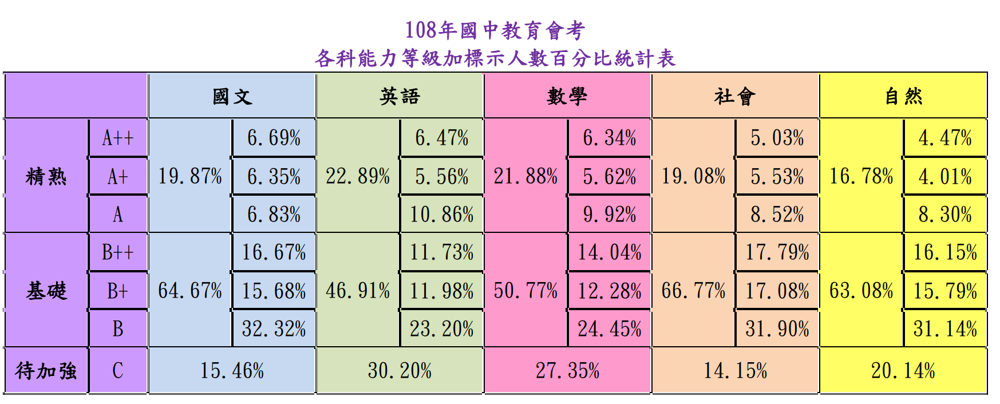 108年國中教育會考
各科能力等級加標示人數百分比統計表
國文 英語 數學 社會 自然
精熟 A++ 19.87% 6.69% 22.89% 6.47% 21.88% 6.34% 19.08% 5.03% 16.78% 4.47%
A+ 6.35% 5.56% 5.62% 5.53% 4.01%
A 6.83% 10.86% 9.92% 8.52% 8.30%
基礎 B++ 64.67% 16.67% 46.91% 11.73% 50.77% 14.04% 66.77% 17.79% 63.08% 16.15%
B+ 15.68% 11.98% 12.28% 17.08% 15.79%
B 32.32% 23.20% 24.45% 31.90% 31.14%
待加強 C 15.46% 30.20% 27.35% 14.15% 20.14%